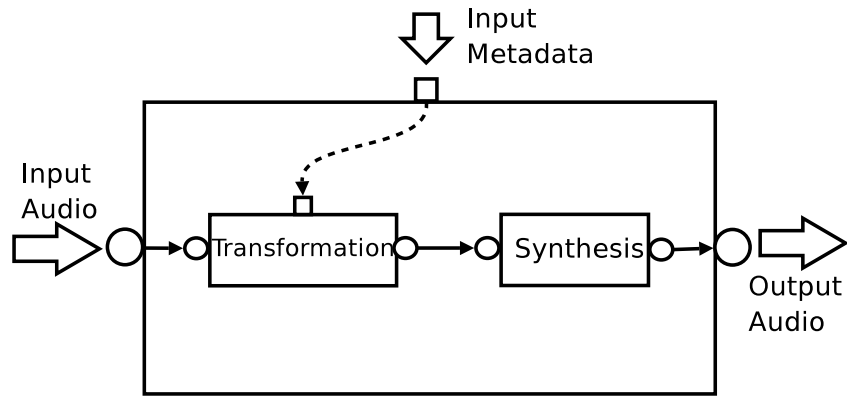 Input
Metadata
Input
Audio
Transformation
Synthesis
Output
Audio